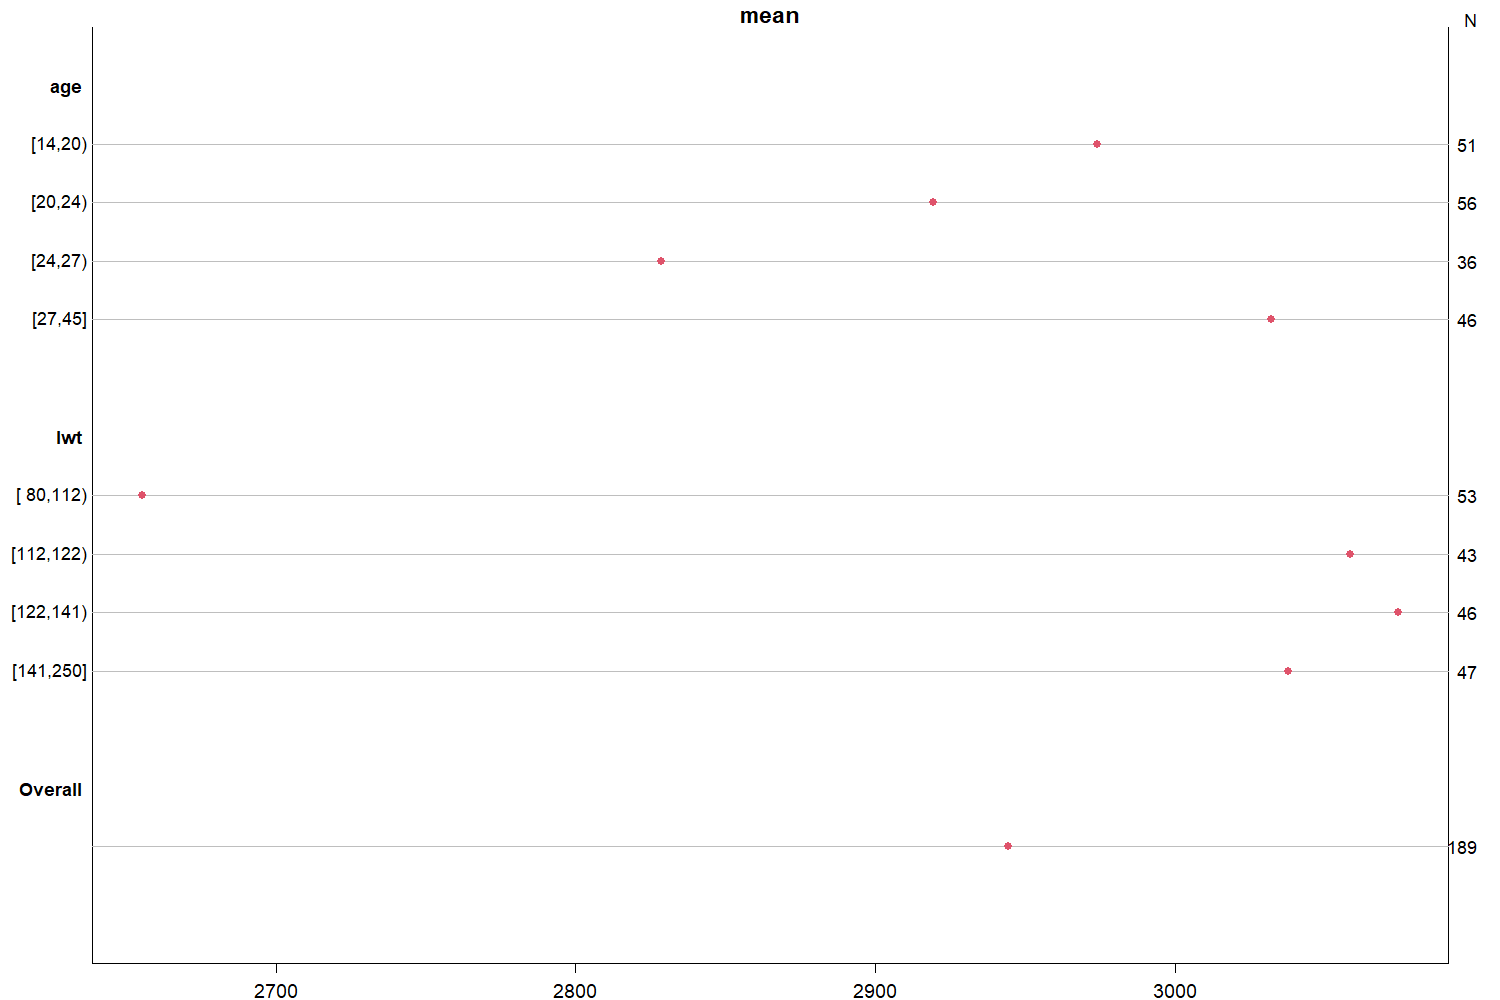 mean
N
age
[14,20) 51
[20,24) 56
[24,27) 36
[27,45] 46
lwt
[ 80,112) 53
[112,122) 43
[122,141) 46
[141,250] 47
Overall
189
2700 2800 2900 3000